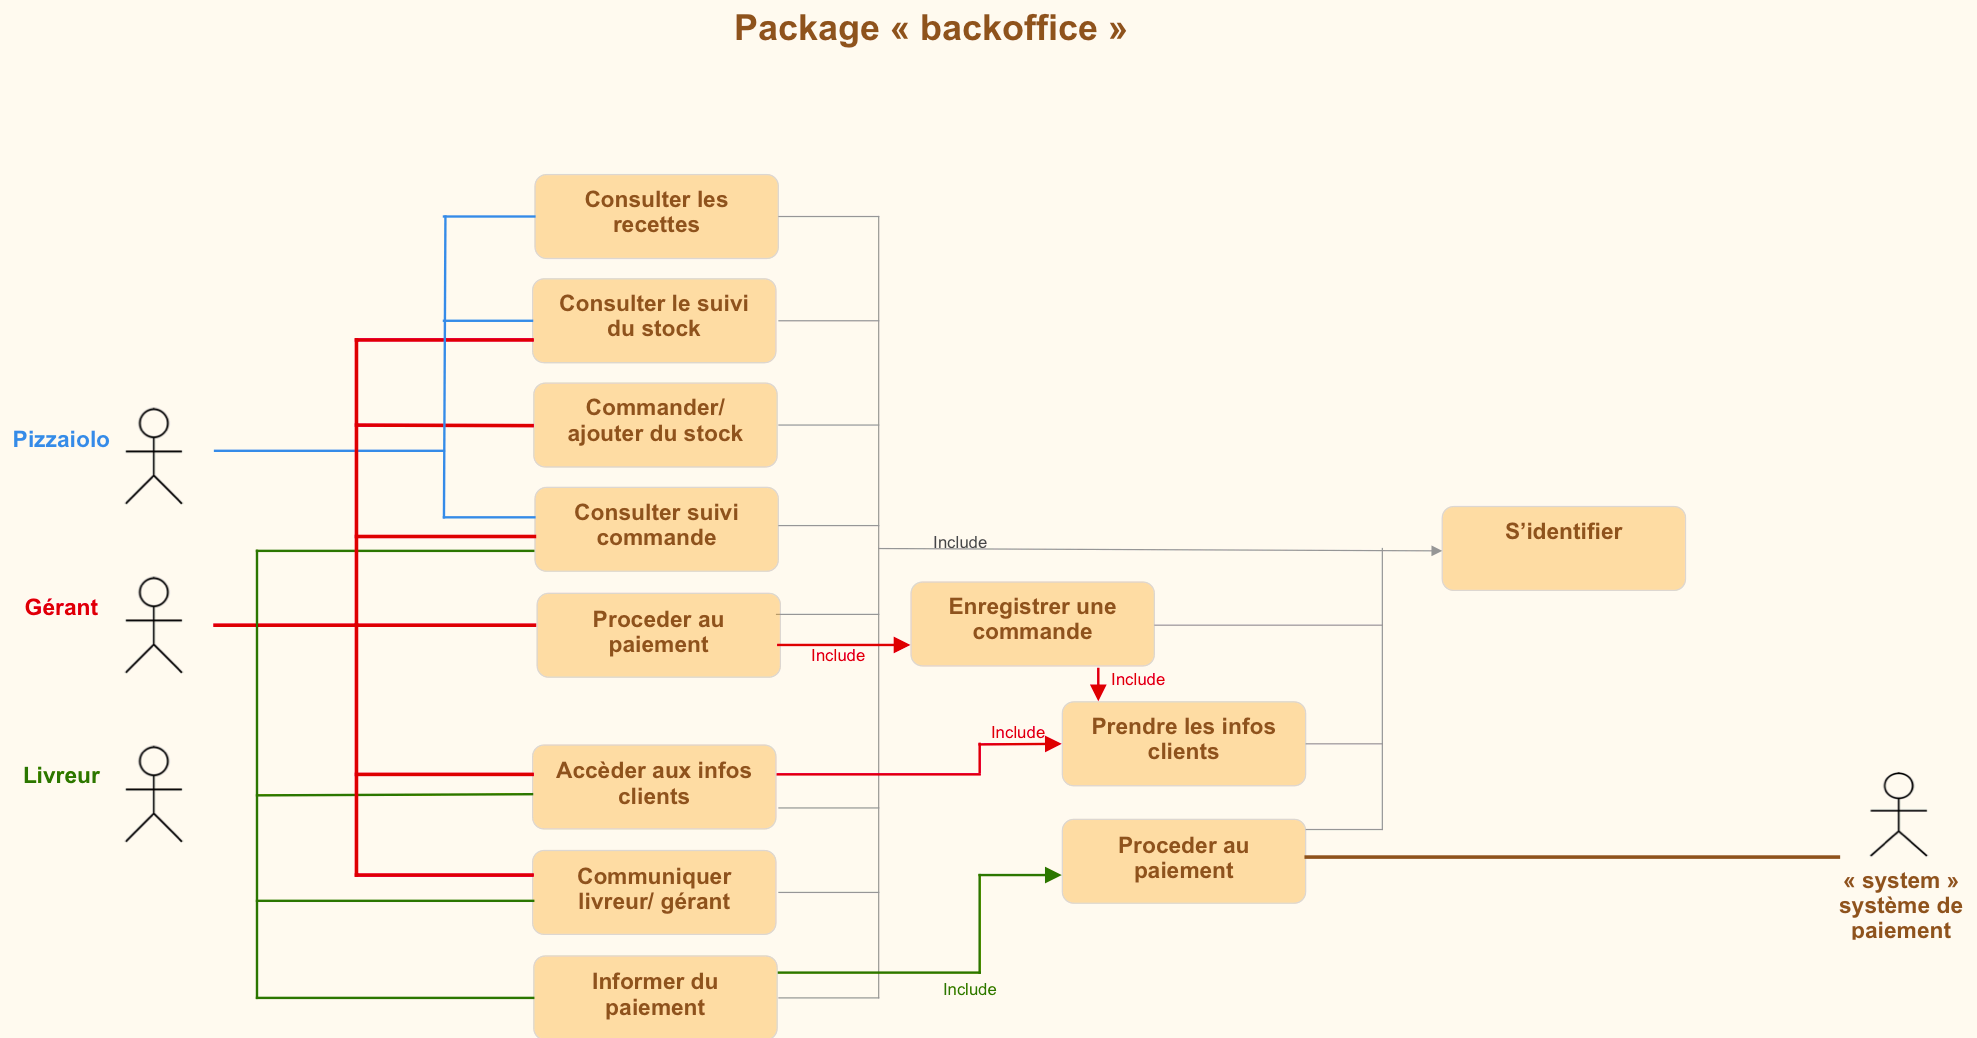 Package « backoffice »
Consulter les
recettes
Consulter le suivi
du stock
Commander/
ajouter du stock
Pizzaiolo
Consulter suivi
commande
S’identifier
Include
Gérant
Proceder au
paiement
Include
Enregistrer une
commande
Include
Prendre les infos
clients
Include
Livreur
Accèder aux infos
clients
Proceder au
paiement
Communiquer
livreur/ gérant
« system »
système de
paiement
Informer du
paiement
Include